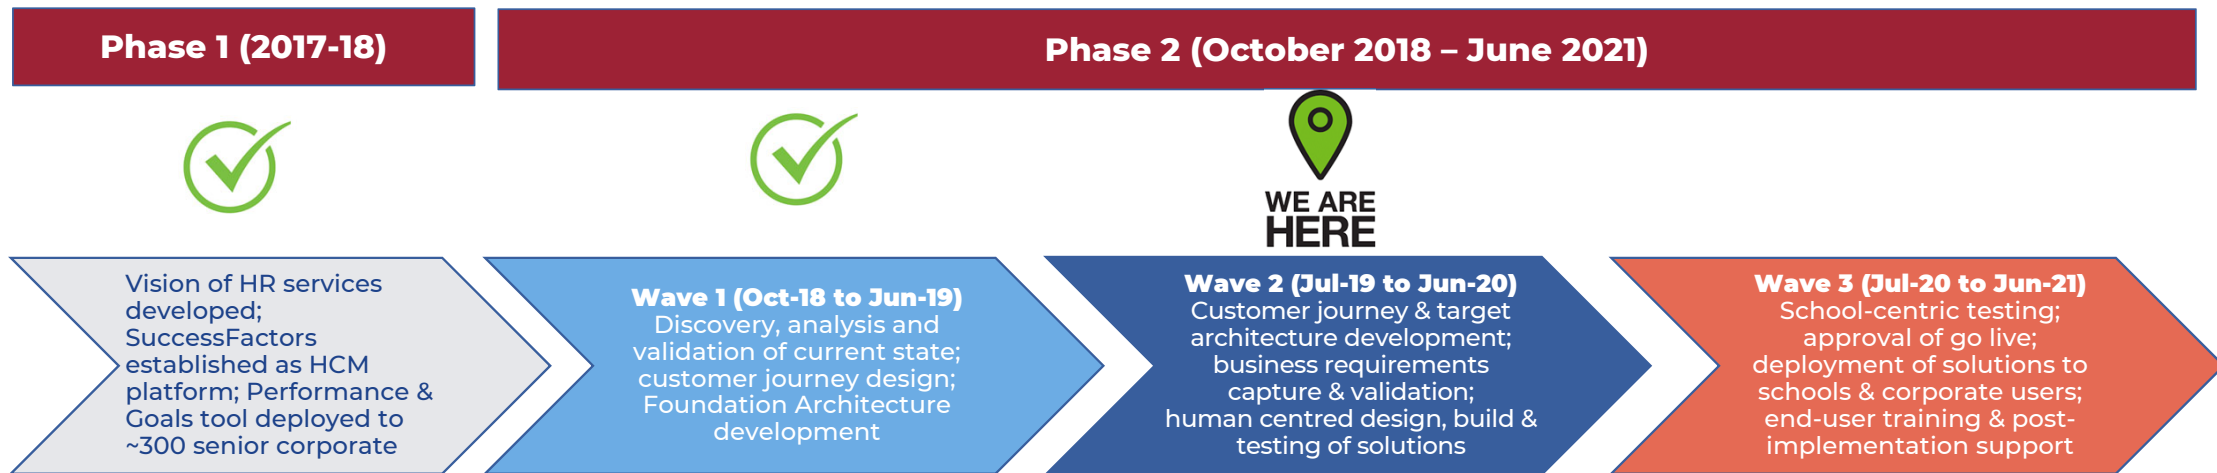 Phase 1 (2017-18)
Phase 2 (October 2018 – June 2021)
WE ARE
HERE
Vision of HR services
developed;
SuccessFactors
established as HCM
platform; Performance &
Goals tool deployed to
~300 senior corporate
Wave 1 (Oct-18 to Jun-19)
Discovery, analysis and
validation of current state;
customer journey design;
Foundation Architecture
development
Wave 2 (Jul-19 to Jun-20)
Customer journey & target
architecture development;
business requirements
capture & validation;
human centred design, build &
testing of solutions
Wave 3 (Jul-20 to Jun-21)
School-centric testing;
approval of go live;
deployment of solutions to
schools & corporate users;
end-user training & post-
implementation support